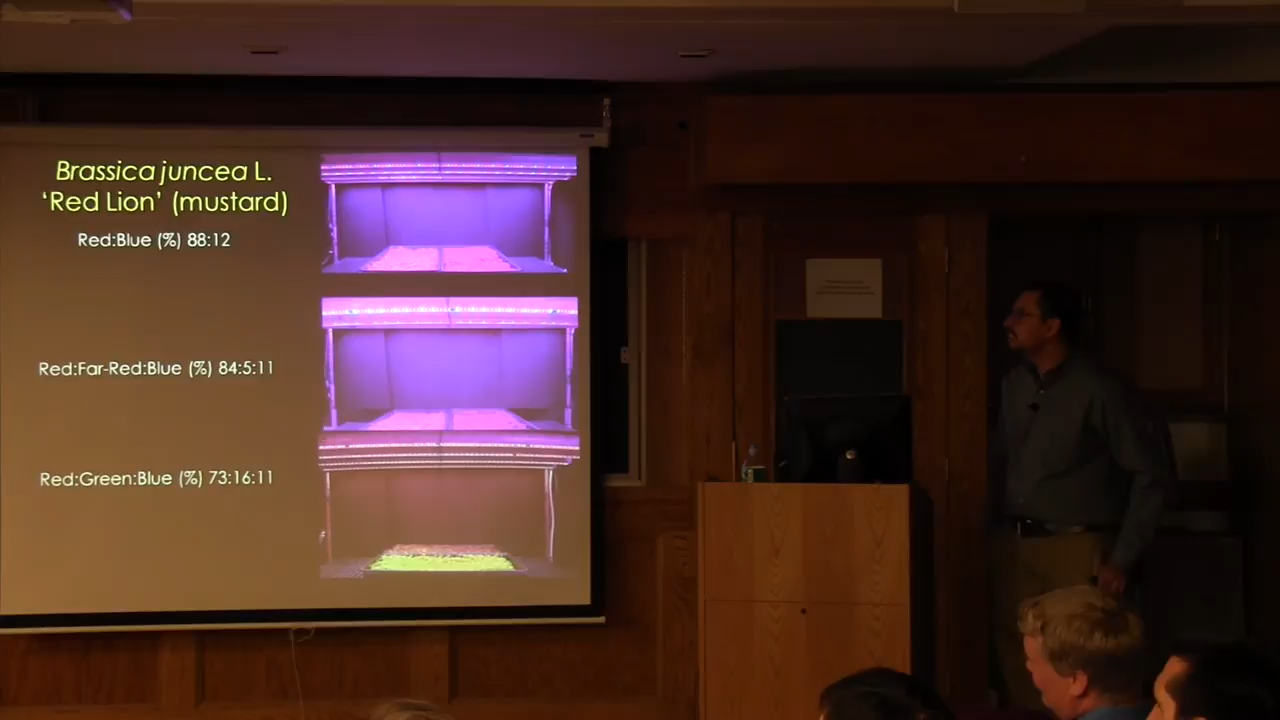 Brassica juncea L.
‘Red Lion’ (mustard)
Red:Blue (%) 88:12
Red:Far-Red:Blue (%) 84:5:11
Red:Green:Blue (%) 73:16:11